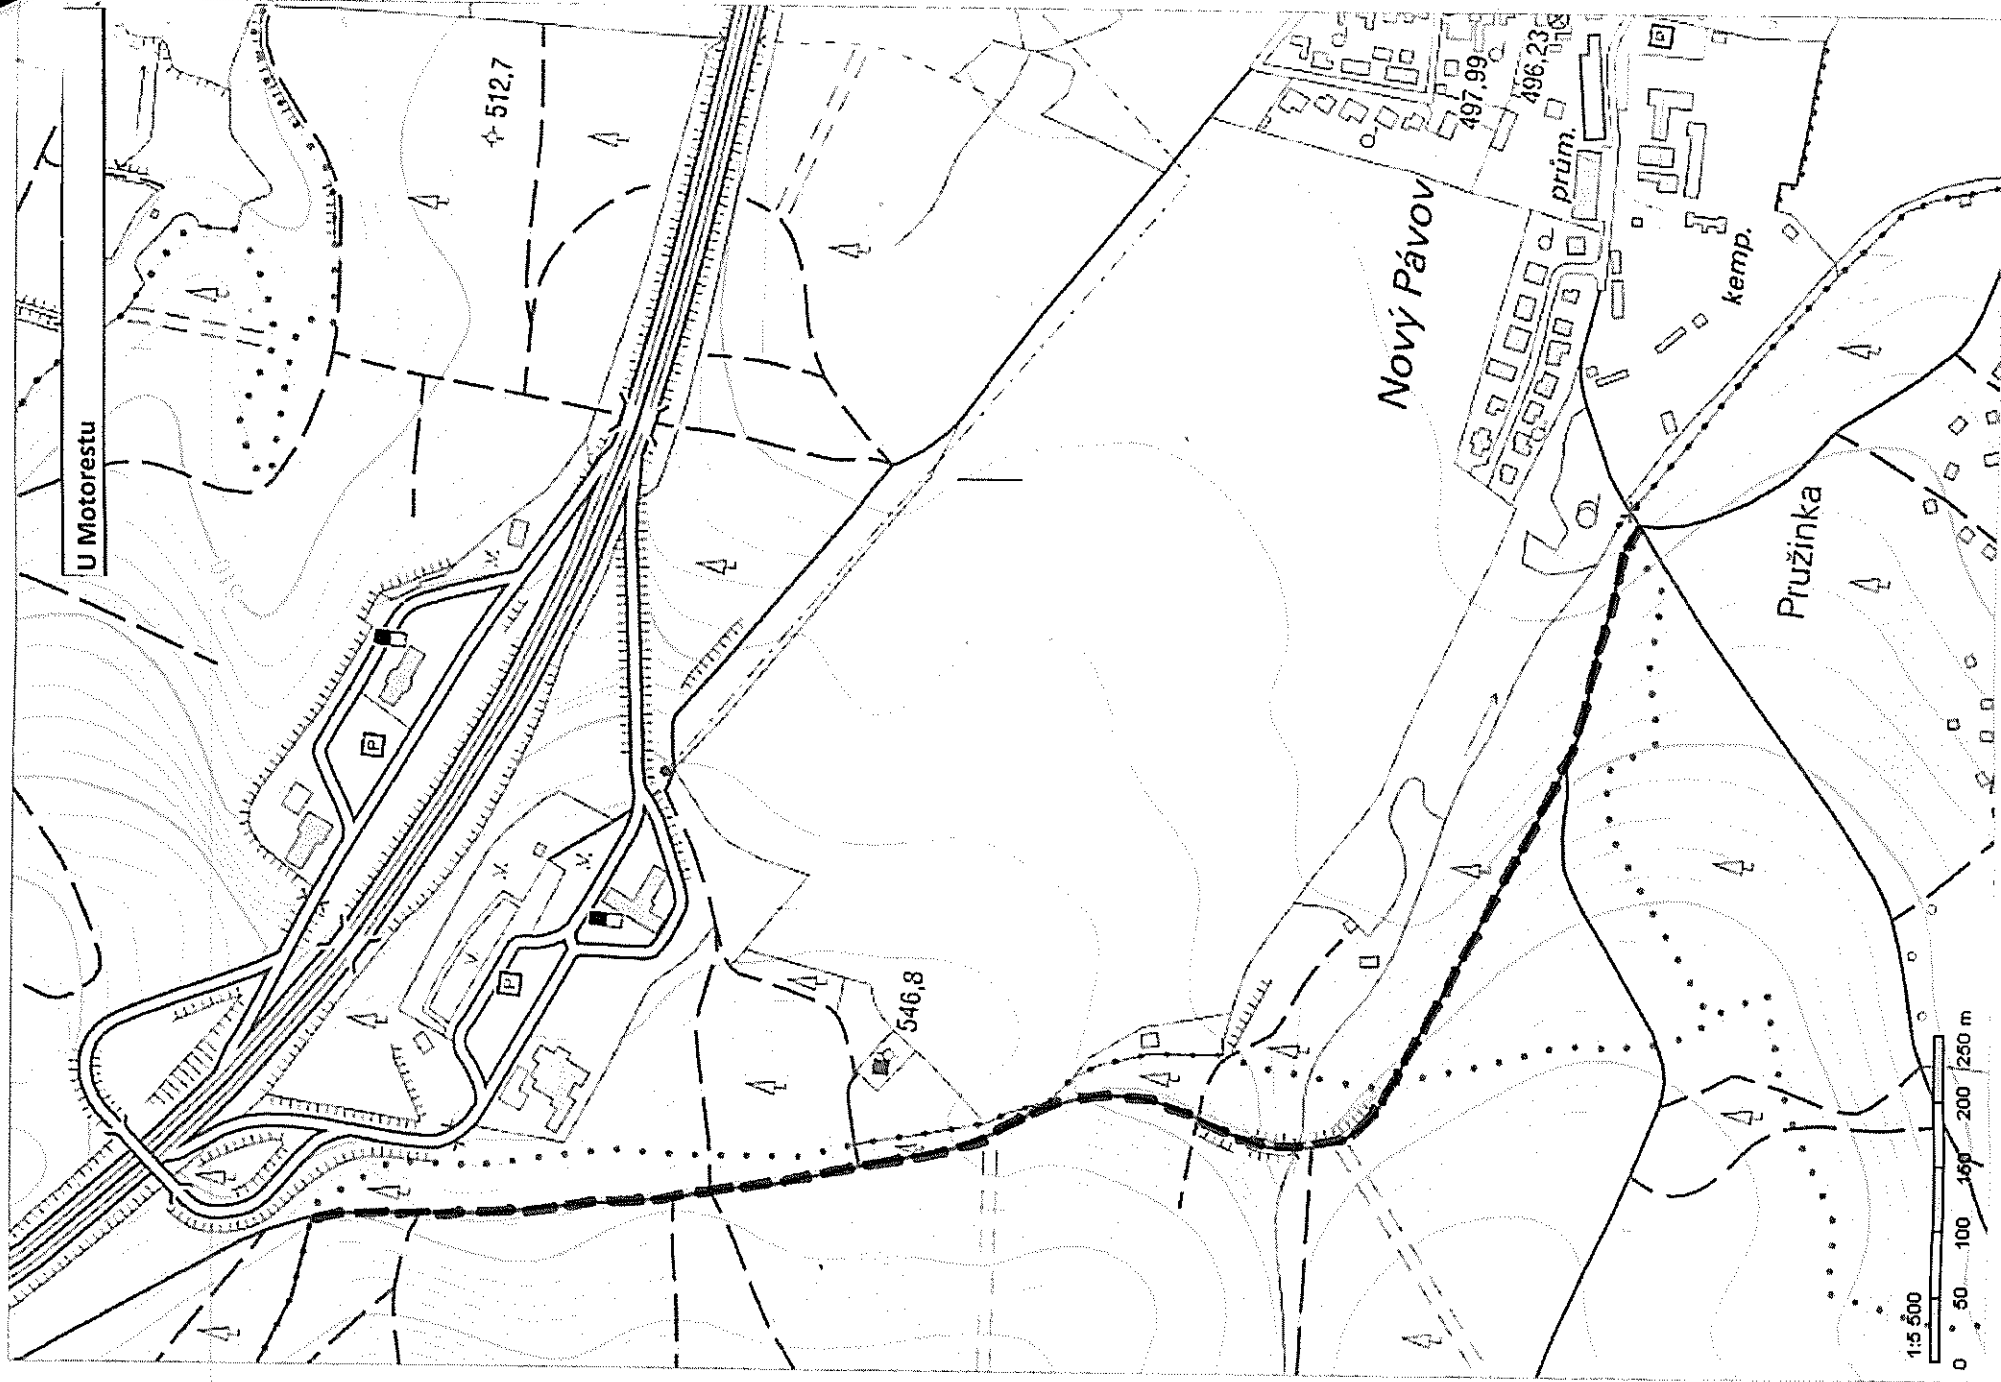 U Motorestu
512,7
497,99
496,23
P
prům.
Nový Pávov
kemp.
Pružinka
P
P
546,8
1:5 500
0 50 100 150 200 250 m